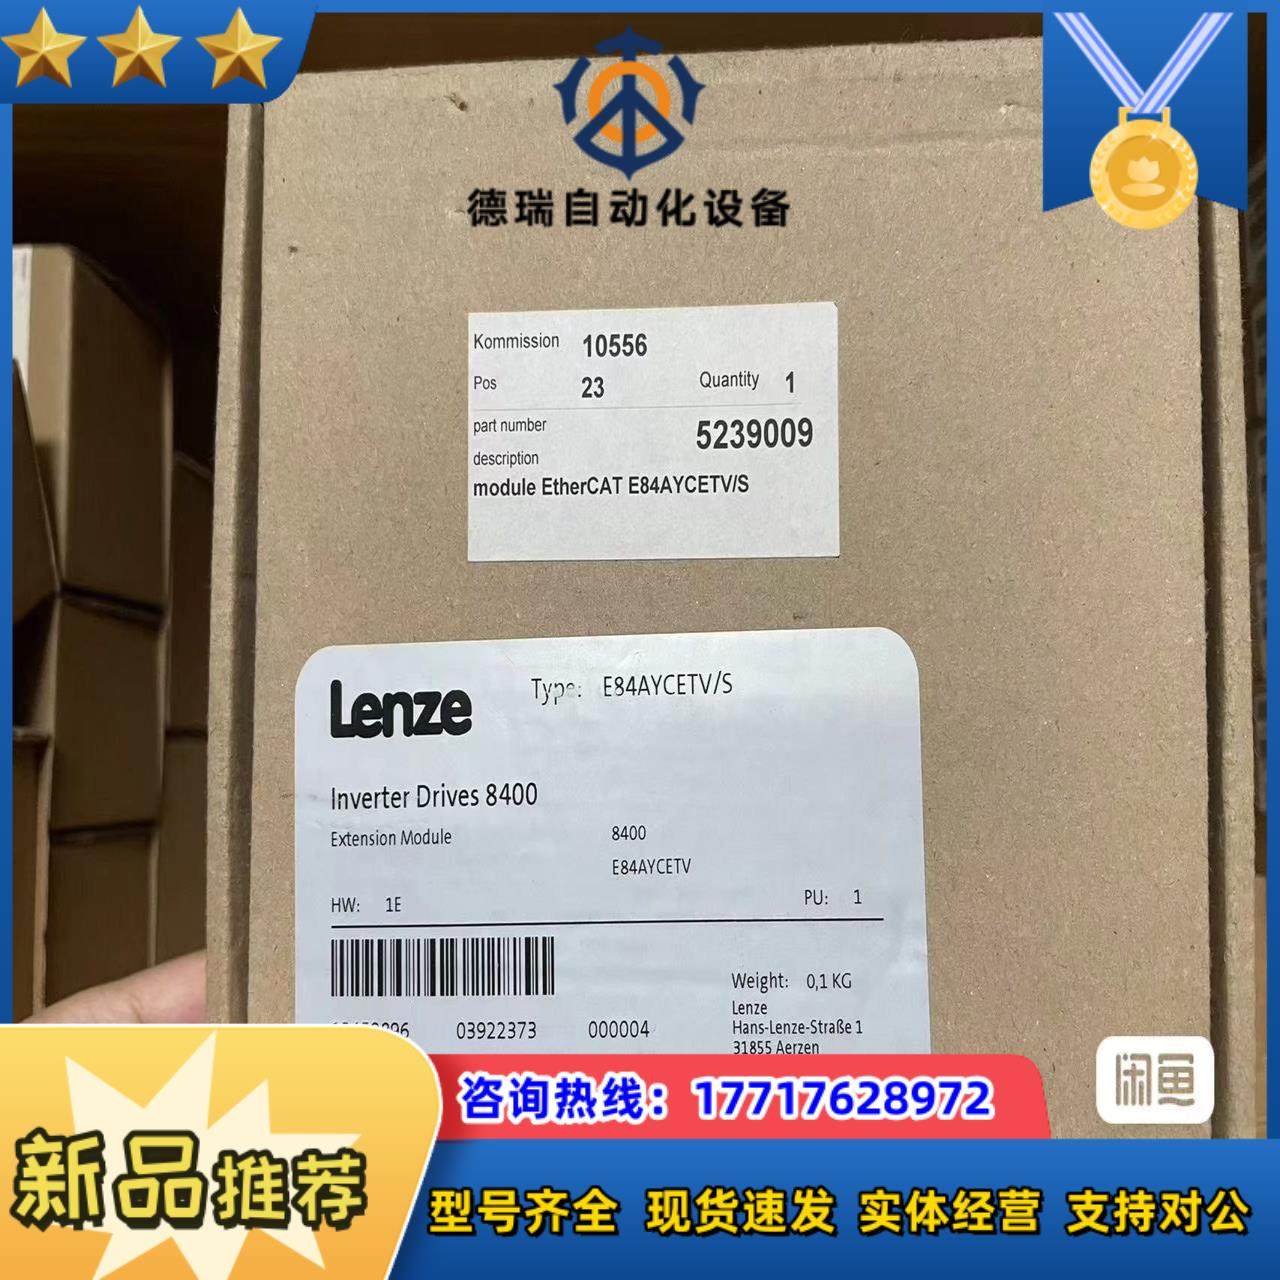 德瑞自动化设备
Kommission 10556
Pos 23 Quantity 1
part number 5239009
description
module EtherCAT E84AYCETV/S
Lenze Type: E84AYCETV/S
Inverter Drives 8400
Extension Module 8400
E84AYCETV
HW: 1E PU: 1
Weight: 0,1 KG
03922373 000004
Lenze
Hans-Lenze-Straße 1
31855 Aerzen
闲鱼
咨询热线：17717628972
新品推荐
型号齐全 现货速发 实体经营 支持对公